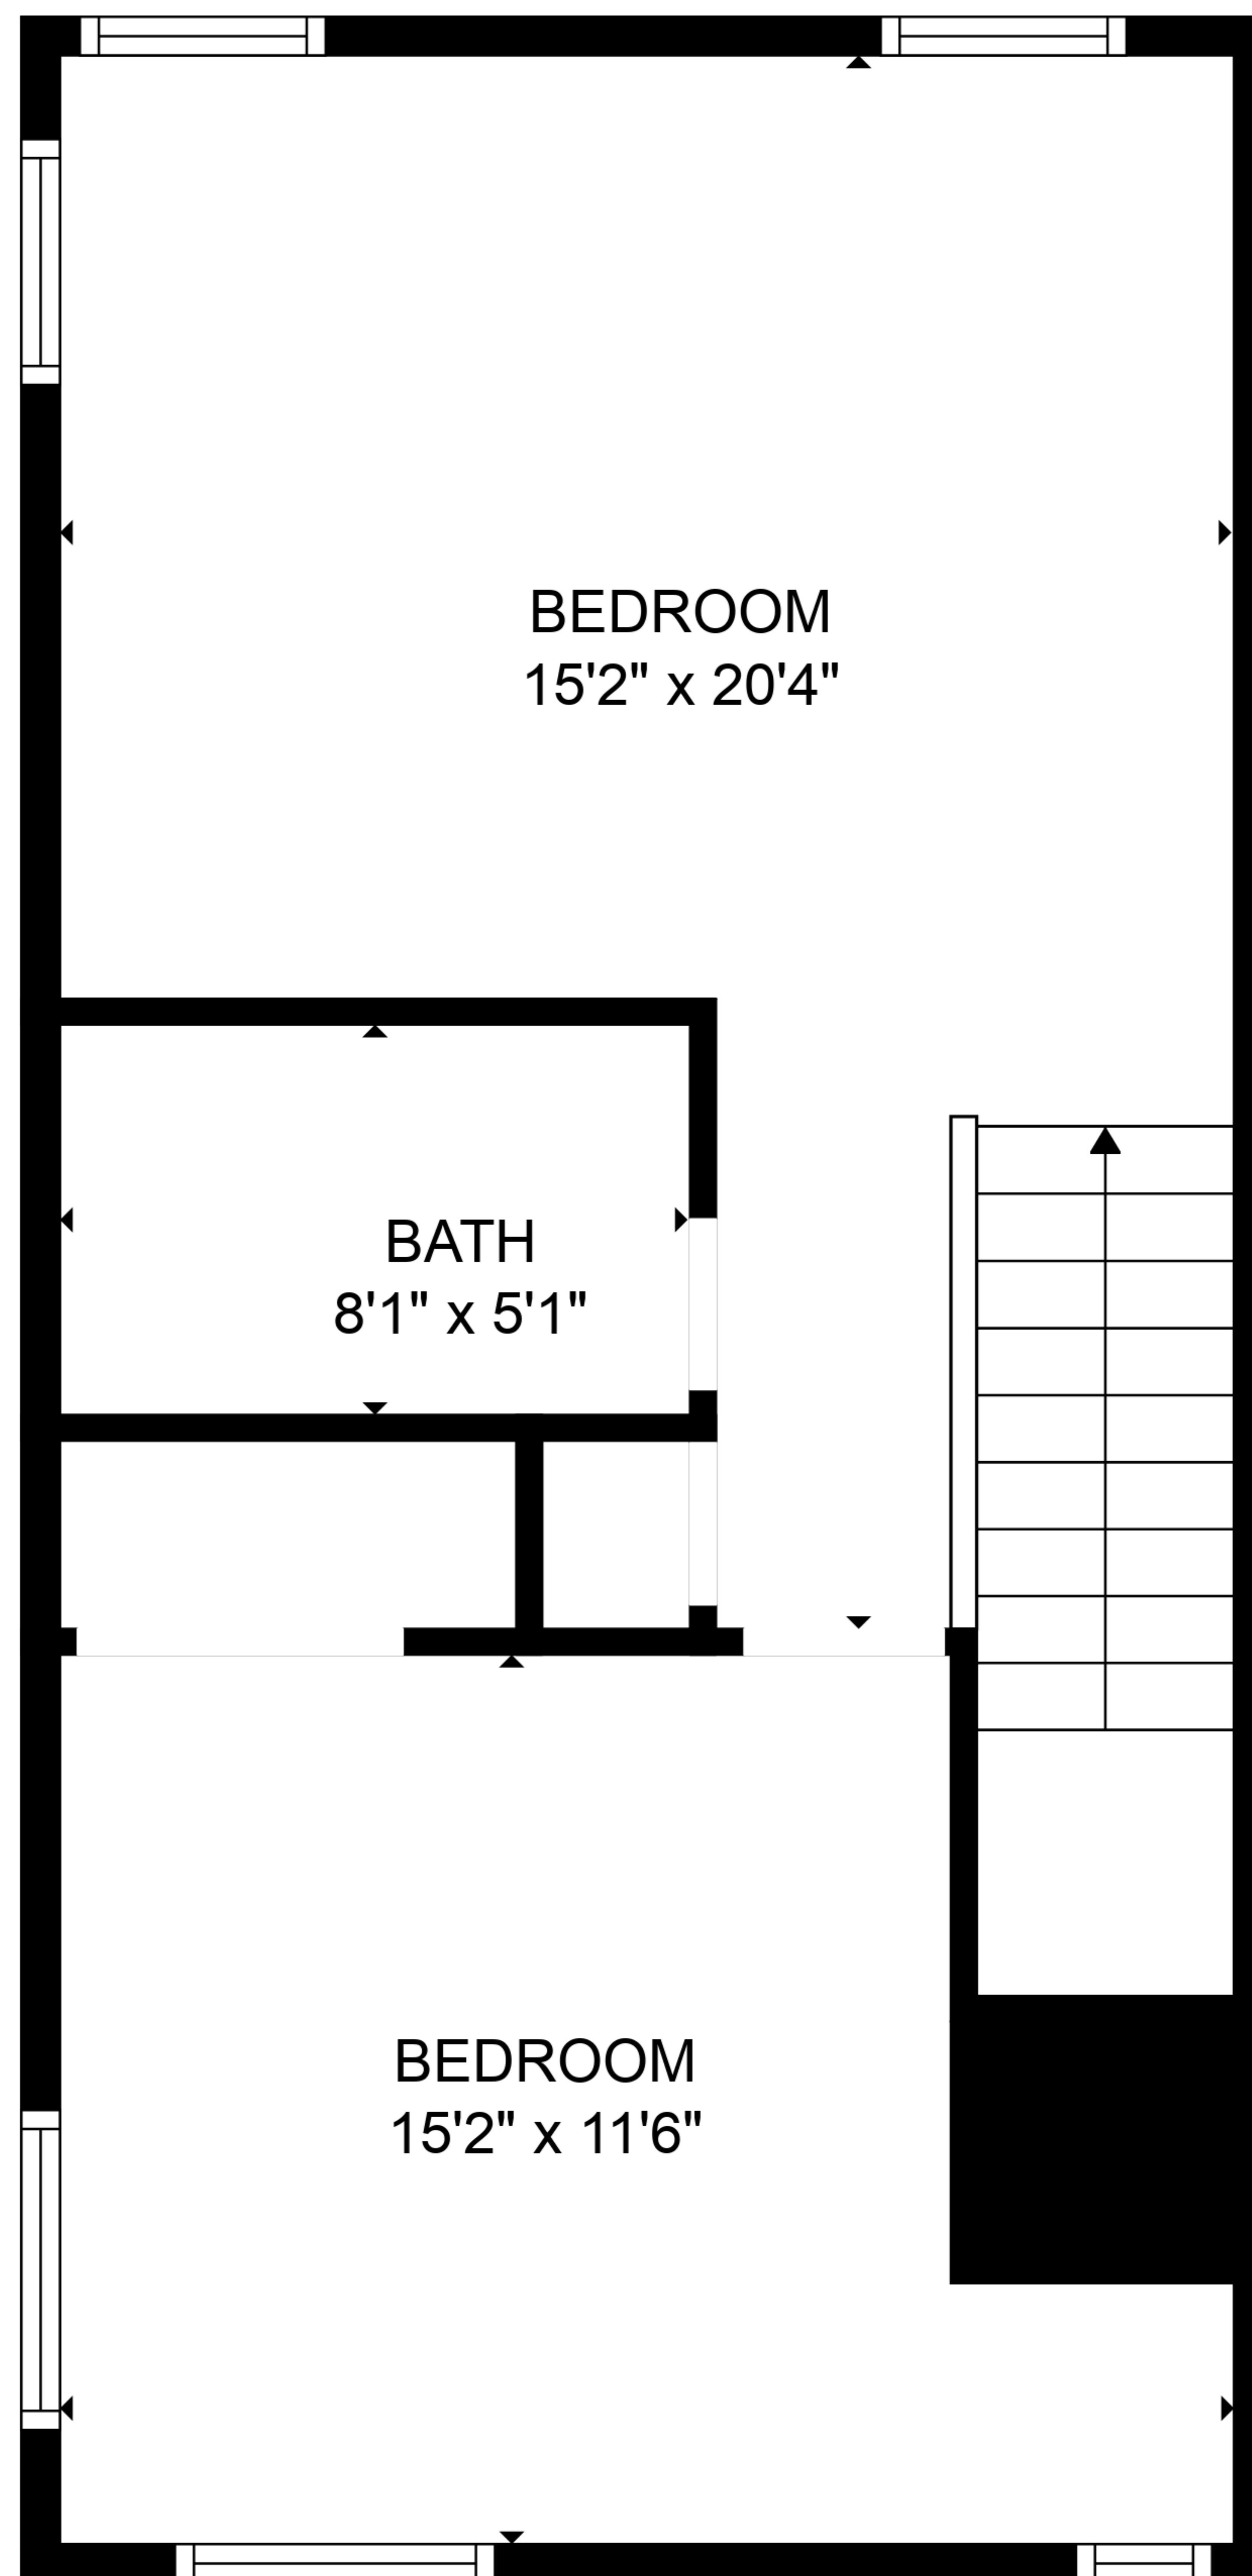 BEDROOM
15'2" x 20'4"
BATH
8'1" x 5'1"
BEDROOM
15'2" x 11'6"